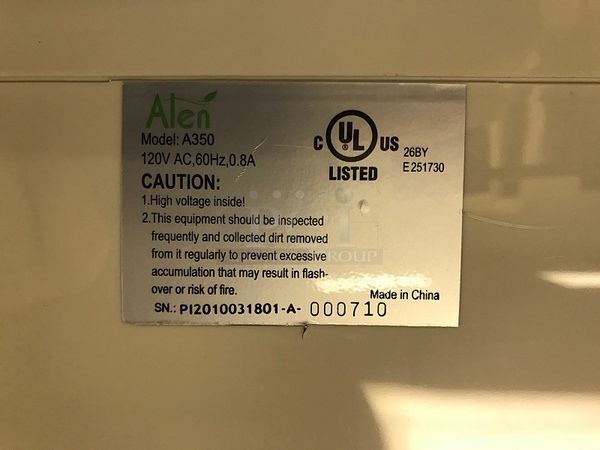 Alen
Model: A350
120V AC,60Hz,0.8A
CAUTION:
1.High voltage inside!
2.This equipment should be inspected
frequently and collected dirt removed
from it regularly to prevent excessive
accumulation that may result in flash-
over or risk of fire.
SN.: PI2010031801-A- 000710
C UL US
®
LISTED
26BY
E251730
Made in China
GROUP